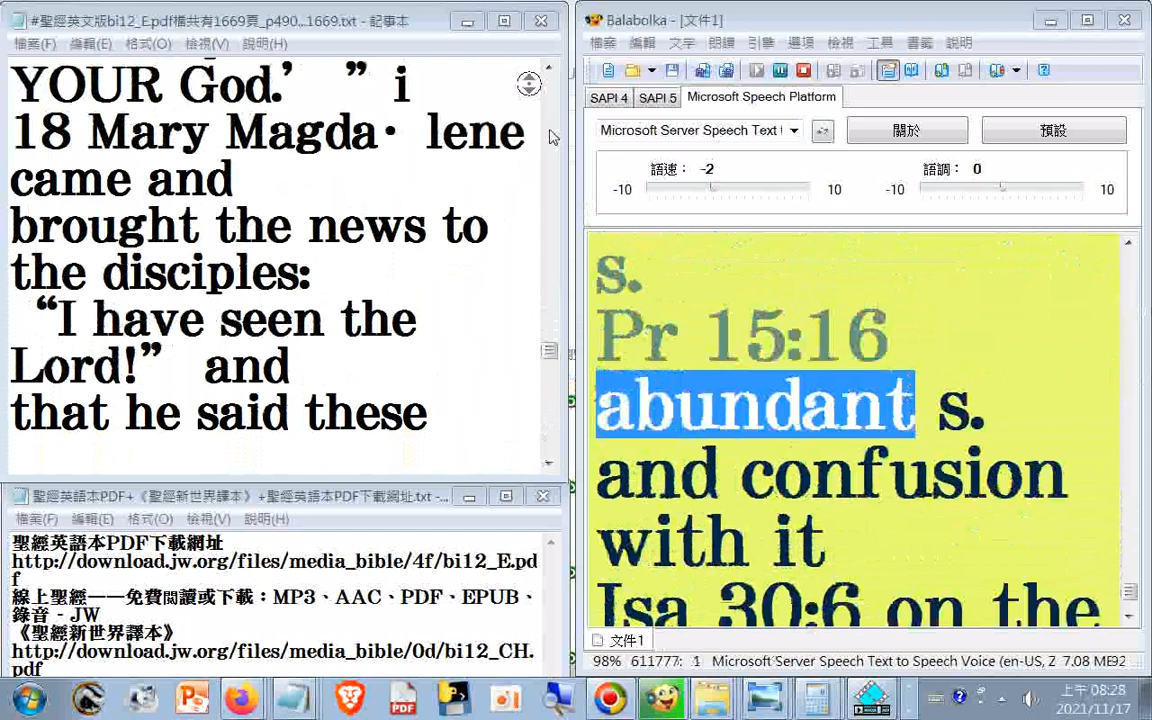 #聖經英文版bi12_E.pdf檔共有1669頁_p490,..1669.txt - 記事本
檔案(F) 編輯(E) 格式(O) 檢視(V) 說明(H)
YOUR God.’ ” i
18 Mary Magda· lene
came and
brought the news to
the disciples:
“I have seen the
Lord!” and
that he said these
聖經英語本PDF+《聖經新世界譯本》+聖經英語本PDF下載網址.txt -...
檔案(F) 編輯(E) 格式(O) 檢視(V) 說明(H)
聖經英語本PDF下載網址
http://download.jw.org/files/media_bible/4f/bi12_E.pd
f
線上聖經——免費閱讀或下載：MP3、AAC、PDF、EPUB、
錄音 - JW
《聖經新世界譯本》
http://download.jw.org/files/media_bible/0d/bi12_CH.
pdf
Balabolka - [文件1]
檔案 編輯 文字 朗讀 引擎 選項 檢視 工具 書籤 說明
SAPI 4 SAPI 5 Microsoft Speech Platform
Microsoft Server Speech Text 關於 預設
語速： -2 語調： 0
-10 10 -10 10
s.
Pr 15:16
abundant s.
and confusion
with it
Isa 30:6 on the
文件1
98% 611777: 1 Microsoft Server Speech Text to Speech Voice (en-US, Z 7.08 ME92
上午 08:28
2021/11/17